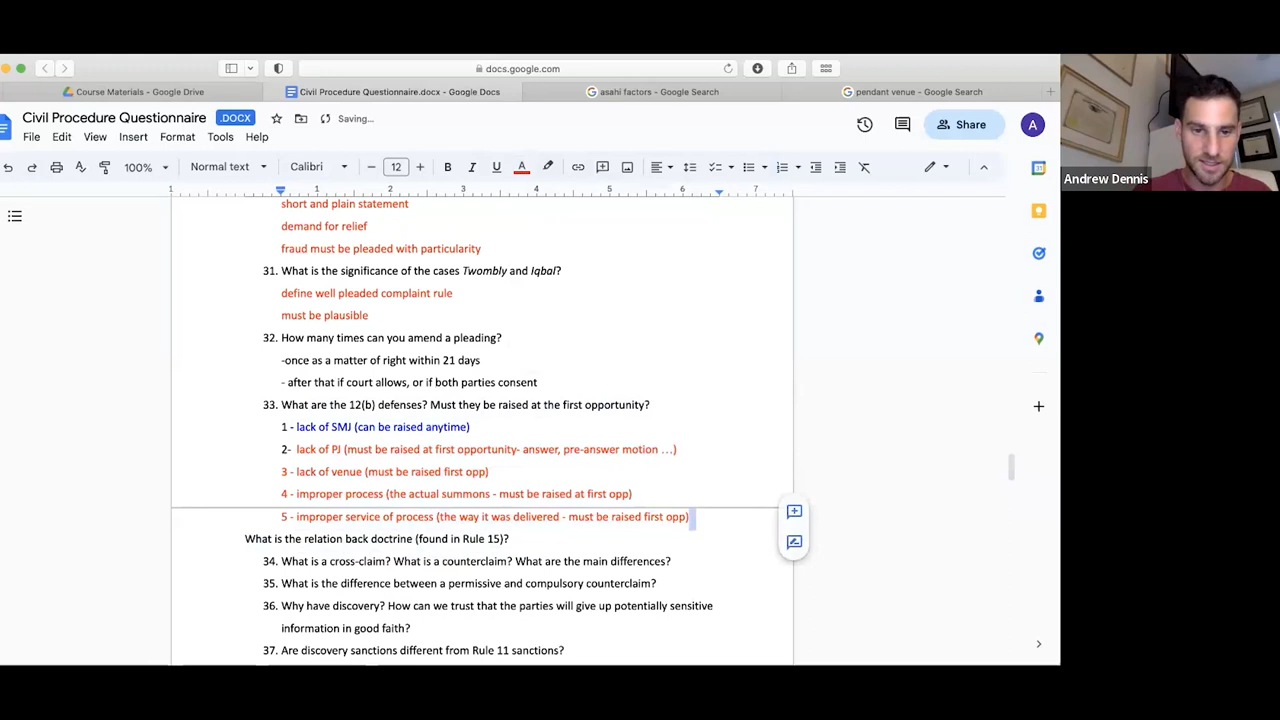 docs.google.com
Course Materials – Google Drive
Civil Procedure Questionnaire.docx - Google Docs
asahi factors – Google Search
pendant venue – Google Search
Civil Procedure Questionnaire .DOCX Saving...
File Edit View Insert Format Tools Help
Share
A
100% Normal text Calibri 12 B I U A
1 1 2 3 4 5 6 7
Andrew Dennis
short and plain statement
demand for relief
fraud must be pleaded with particularity
31. What is the significance of the cases Twombly and Iqbal?
define well pleaded complaint rule
must be plausible
32. How many times can you amend a pleading?
-once as a matter of right within 21 days
- after that if court allows, or if both parties consent
33. What are the 12(b) defenses? Must they be raised at the first opportunity?
1 - lack of SMJ (can be raised anytime)
2- lack of PJ (must be raised at first opportunity- answer, pre-answer motion ...)
3 - lack of venue (must be raised first opp)
4 - improper process (the actual summons - must be raised at first opp)
5 - improper service of process (the way it was delivered - must be raised first opp)
What is the relation back doctrine (found in Rule 15)?
34. What is a cross-claim? What is a counterclaim? What are the main differences?
35. What is the difference between a permissive and compulsory counterclaim?
36. Why have discovery? How can we trust that the parties will give up potentially sensitive
information in good faith?
37. Are discovery sanctions different from Rule 11 sanctions?